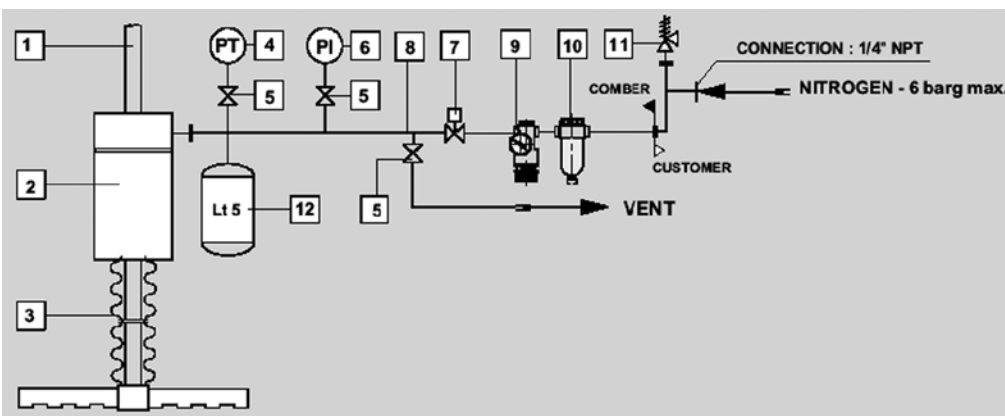 1
PT
4
PI
6
8
7
9
10
11
CONNECTION : 1/4" NPT
5
5
COMBER
NITROGEN - 6 barg max.
2
CUSTOMER
Lt 5
12
5
VENT
3